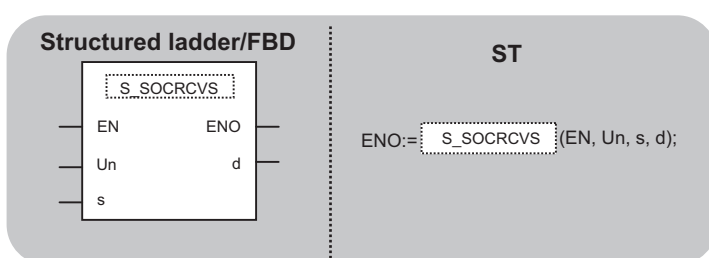 Structured ladder/FBD
S_SOCRCVS
EN ENO
Un d
s
ST
ENO:= S_SOCRCVS (EN, Un, s, d);